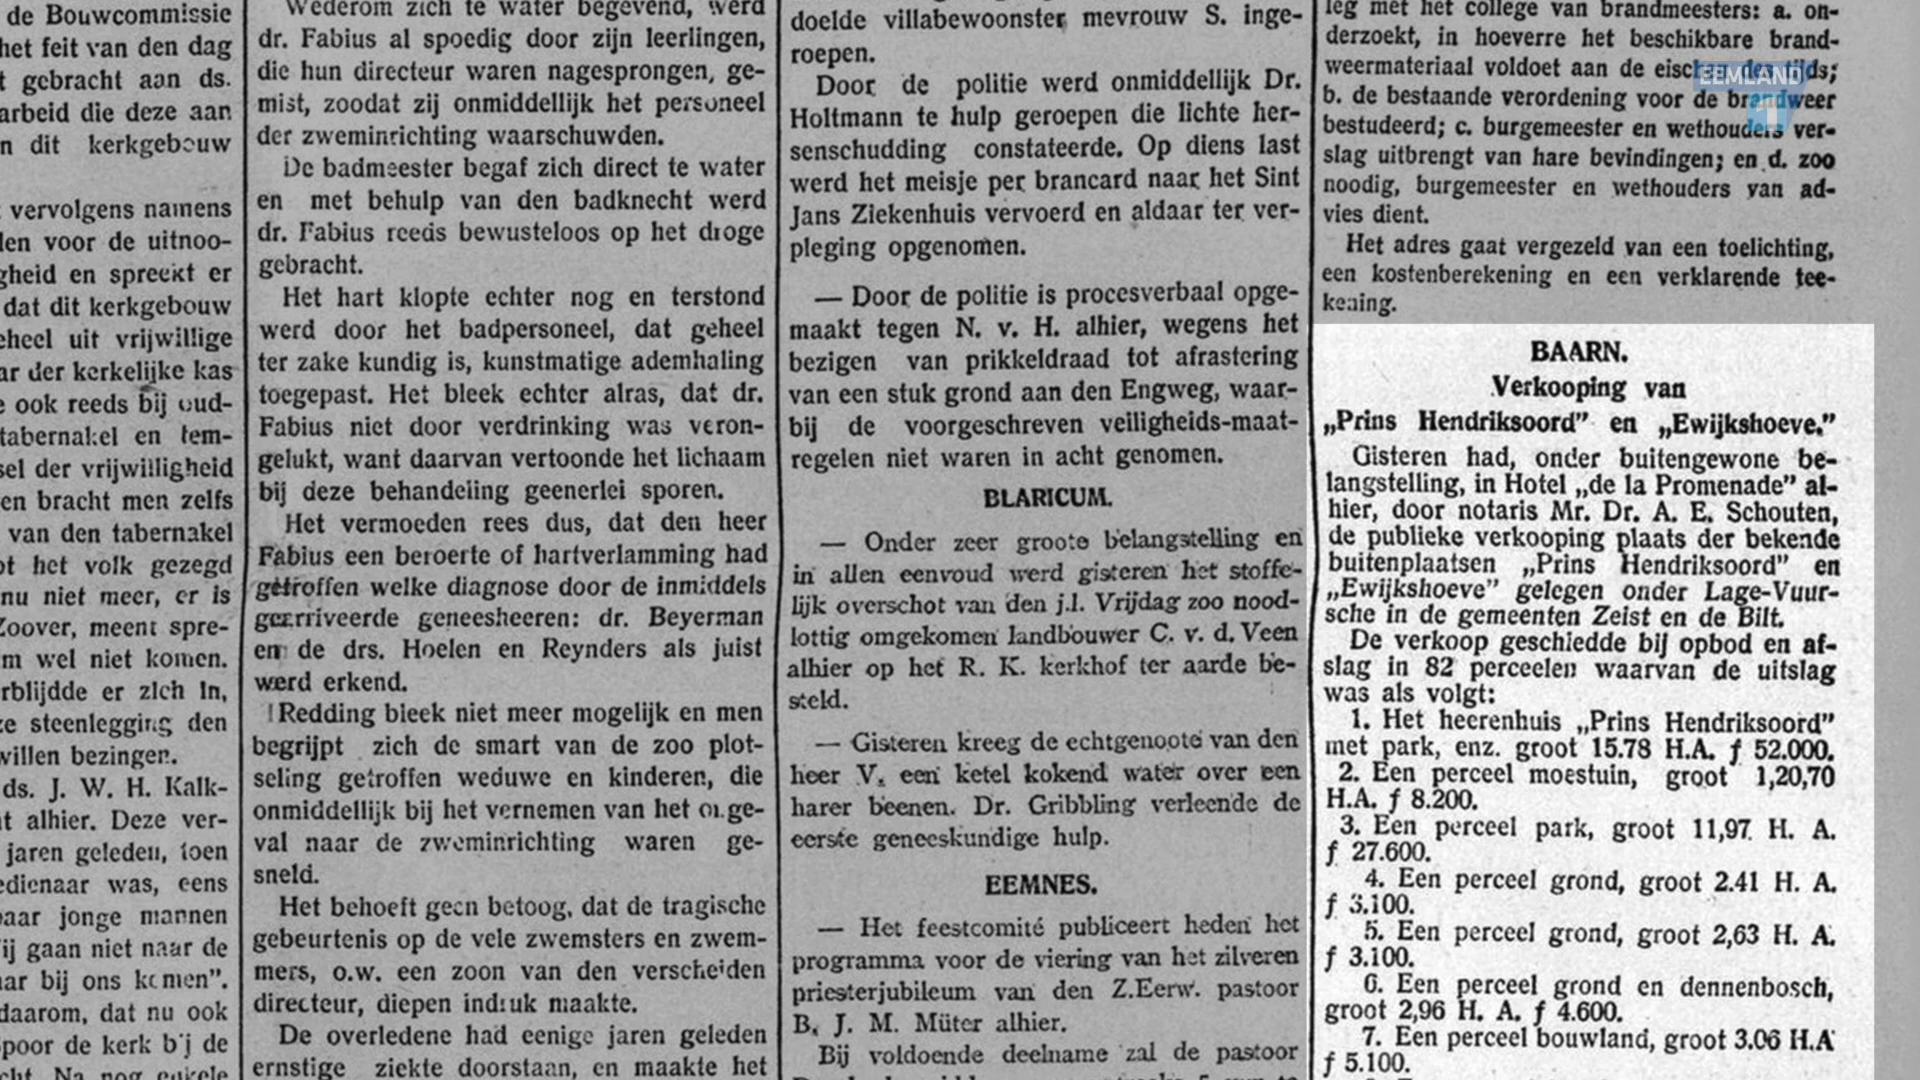 de Bouwcommissie
het feit van den dag
t gebracht aan ds.
arbeid die deze aan
n dit kerkgebouw
vervolgens namens
len voor de uitnoo-
gheid en spreekt er
dat dit kerkgebouw
eheel uit vrijwillige
ar der kerkelijke kas
e ook reeds bij oud-
tabernakel en tem-
sel der vrijwilligheid
en bracht men zelfs
van den tabernakel
ot het volk gezegd
nu niet meer, er is
Zoover, meent spre-
m wel niet komen.
rblijdde er zich in,
ze steenlegging den
willen bezingen.
ds. J. W. H. Kalk-
nt alhier. Deze ver-
jaren geleden, toen
edienaar was, eens
paar jonge mannen
ij gaan niet naar de
aar bij ons komen".
daarom, dat nu ook
poor de kerk bij de
cht. Na nog enkele
Wederom zich te water begevend, werd
dr. Fabius al spoedig door zijn leerlingen,
die hun directeur waren nagesprongen, ge-
mist, zoodat zij onmiddellijk het personeel
der zweminrichting waarschuwden.
De badmeester begaf zich direct te water
en met behulp van den badknecht werd
dr. Fabius reeds bewusteloos op het droge
gebracht.
Het hart klopte echter nog en terstond
werd door het badpersoneel, dat geheel
ter zake kundig is, kunstmatige ademhaling
toegepast. Het bleek echter alras, dat dr.
Fabius niet door verdrinking was veron-
gelukt, want daarvan vertoonde het lichaam
bij deze behandeling geenerlei sporen.
Het vermoeden rees dus, dat den heer
Fabius een beroerte of hartverlamming had
getroffen welke diagnose door de inmiddels
gearriveerde geneesheeren: dr. Beyerman
en de drs. Hoelen en Reynders als juist
werd erkend.
Redding bleek niet meer mogelijk en men
begrijpt zich de smart van de zoo plot-
seling getroffen weduwe en kinderen, die
onmiddellijk bij het vernemen van het onge-
val naar de zweminrichting waren ge-
sneld.
Het behoeft geen betoog, dat de tragische
gebeurtenis op de vele zwemsters en zwem-
mers, o.w. een zoon van den verscheiden
directeur, diepen indruk maakte.
De overledene had eenige jaren geleden
ernstige ziekte doorstaan, en maakte het
doelde villabewoonster mevrouw S. inge-
roepen.
Door de politie werd onmiddellijk Dr.
Holtmann te hulp geroepen die lichte her-
senschudding constateerde. Op diens last
werd het meisje per brancard naar het Sint
Jans Ziekenhuis vervoerd en aldaar ter ver-
pleging opgenomen.
— Door de politie is procesverbaal opge-
maakt tegen N. v. H. alhier, wegens het
bezigen van prikkeldraad tot afrastering
van een stuk grond aan den Engweg, waar-
bij de voorgeschreven veiligheids-maat-
regelen niet waren in acht genomen.
BLARICUM.
— Onder zeer groote belangstelling en
in allen eenvoud werd gisteren het stoffe-
lijk overschot van den j.l. Vrijdag zoo nood-
lottig omgekomen landbouwer C. v. d. Veen
alhier op het R. K. kerkhof ter aarde be-
steld.
— Gisteren kreeg de echtgenoote van den
heer V. een ketel kokend water over een
harer beenen. Dr. Gribbling verleende de
eerste geneeskundige hulp.
EEMNES.
— Het feestcomité publiceert heden het
programma voor de viering van het zilveren
priesterjubileum van den Z.Eerw. pastoor
B. J. M. Müter alhier.
Bij voldoende deelname zal de pastoor
leg met het college van brandmeesters: a. on-
derzoekt, in hoeverre het beschikbare brand-
weermateriaal voldoet aan de eischen des tijds;
b. de bestaande verordening voor de brandweer
bestudeerd; c. burgemeester en wethouders ver-
slag uitbrengt van hare bevindingen; en d. zoo
noodig, burgemeester en wethouders van ad-
vies dient.
Het adres gaat vergezeld van een toelichting,
een kostenberekening en een verklarende tee-
kening.
BAARN.
Verkooping van
„Prins Hendriksoord” en „Ewijkshoeve.”
Gisteren had, onder buitengewone be-
langstelling, in Hotel „de la Promenade” al-
hier, door notaris Mr. Dr. A. E. Schouten,
de publieke verkooping plaats der bekende
buitenplaatsen „Prins Hendriksoord” en
„Ewijkshoeve” gelegen onder Lage-Vuur-
sche in de gemeenten Zeist en de Bilt.
De verkoop geschiedde bij opbod en af-
slag in 82 perceelen waarvan de uitslag
was als volgt:
1. Het heerenhuis „Prins Hendriksoord”
met park, enz. groot 15.78 H.A. ƒ 52.000.
2. Een perceel moestuin, groot 1,20,70
H.A. ƒ 8.200.
3. Een perceel park, groot 11,97 H. A.
ƒ 27.600.
4. Een perceel grond, groot 2.41 H. A.
ƒ 3.100.
5. Een perceel grond, groot 2,63 H. A.
ƒ 3.100.
6. Een perceel grond en dennenbosch,
groot 2,96 H. A. ƒ 4.600.
7. Een perceel bouwland, groot 3.06 H.A
ƒ 5.100.
EEMLAND
1